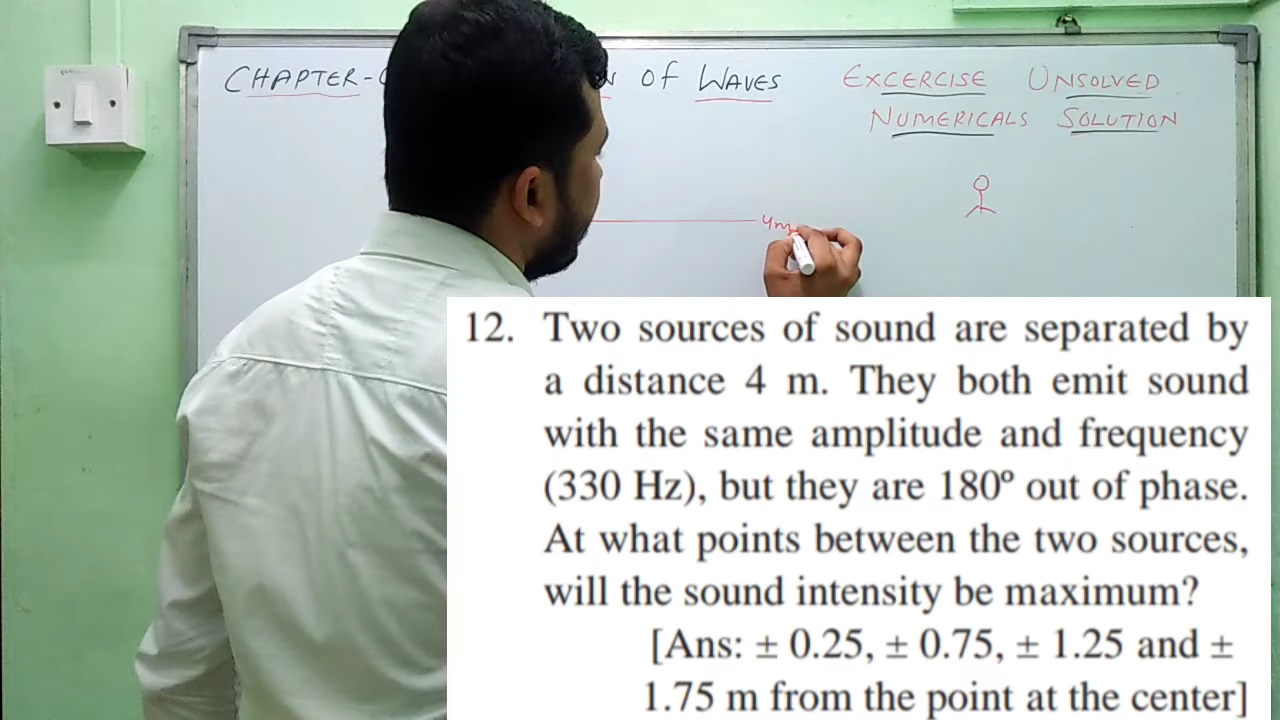 CHAPTER- OF WAVES EXCERCISE UNSOLVED
NUMERICALS SOLUTION
12. Two sources of sound are separated by
a distance 4 m. They both emit sound
with the same amplitude and frequency
(330 Hz), but they are 180º out of phase.
At what points between the two sources,
will the sound intensity be maximum?
[Ans: ± 0.25, ± 0.75, ± 1.25 and ±
1.75 m from the point at the center]